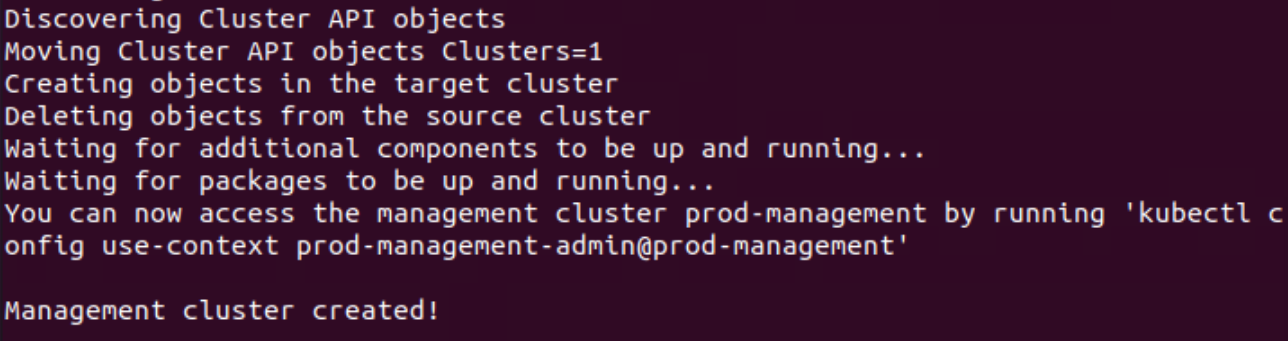 Discovering Cluster API objects
Moving Cluster API objects Clusters=1
Creating objects in the target cluster
Deleting objects from the source cluster
Waiting for additional components to be up and running...
Waiting for packages to be up and running...
You can now access the management cluster prod-management by running 'kubectl c
onfig use-context prod-management-admin@prod-management'
Management cluster created!